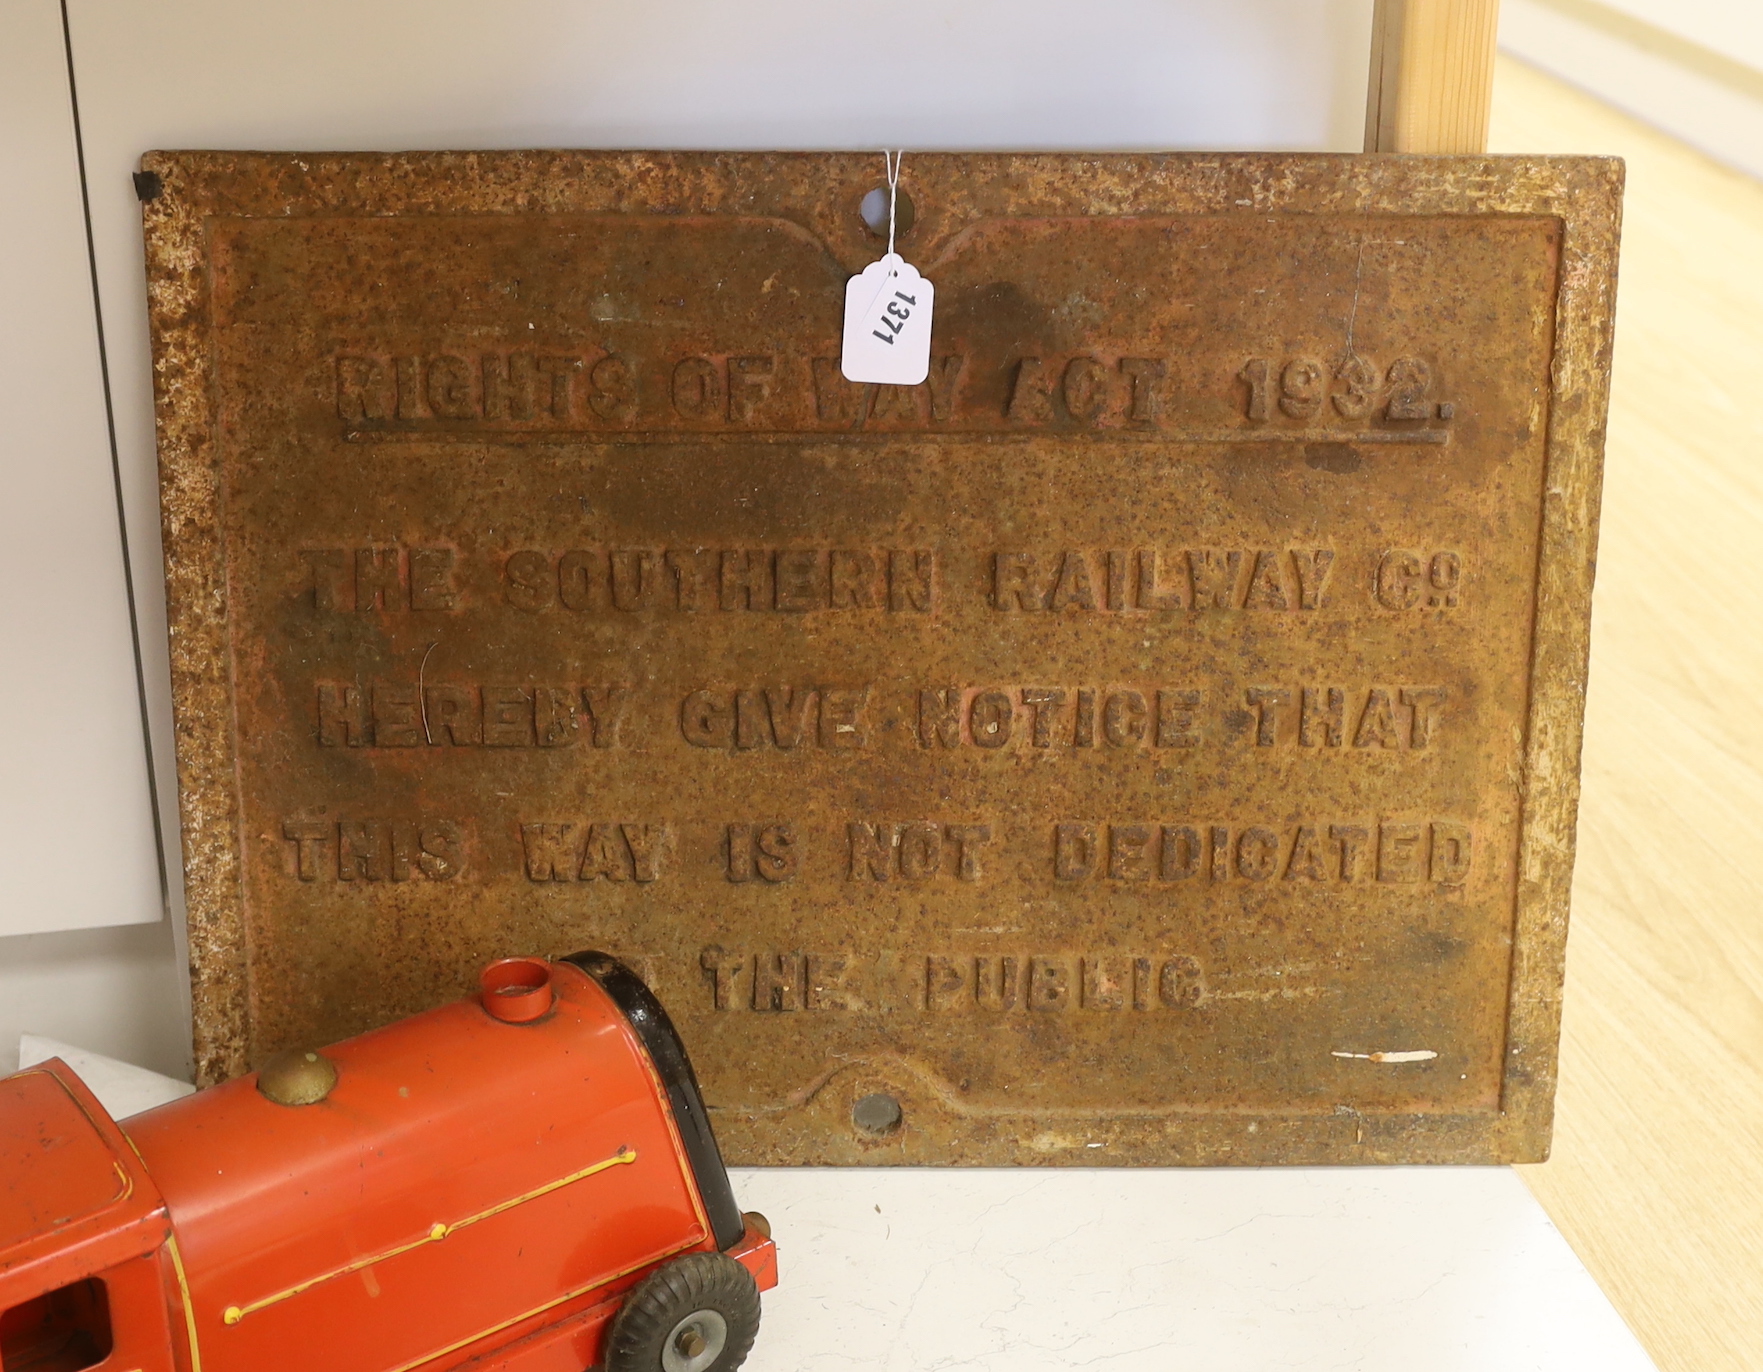 1371
RIGHTS OF WAY ACT 1932.
THE SOUTHERN RAILWAY Co
HEREBY GIVE NOTICE THAT
THIS WAY IS NOT DEDICATED
THE PUBLIC